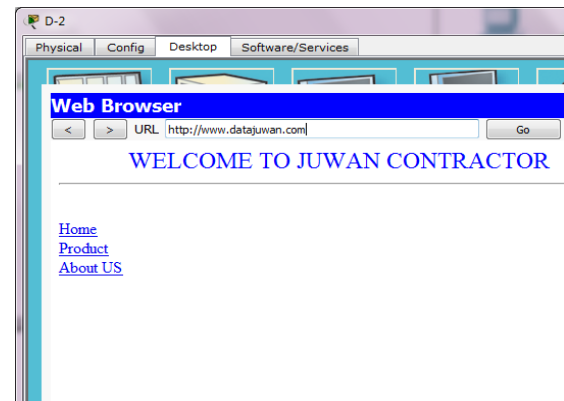 D-2
Physical Config Desktop Software/Services
Web Browser
< > URL http://www.datajuwan.com Go
WELCOME TO JUWAN CONTRACTOR
Home
Product
About US